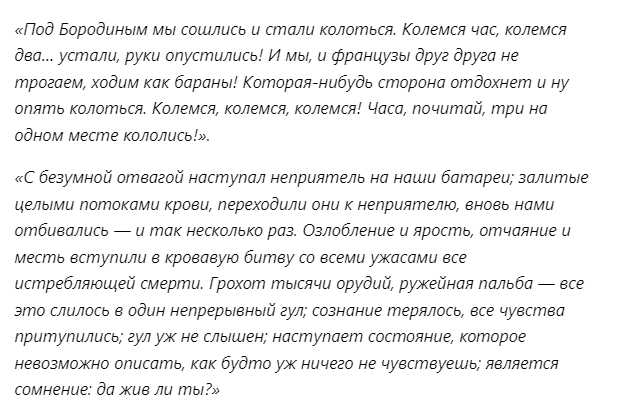 «Под Бородиным мы сошлись и стали колоться. Колемся час, колемся
два... устали, руки опустились! И мы, и французы друг друга не
трогаем, ходим как бараны! Которая-нибудь сторона отдохнет и ну
опять колоться. Колемся, колемся, колемся! Часа, почитай, три на
одном месте кололись!».
«С безумной отвагой наступал неприятель на наши батареи; залитые
целыми потоками крови, переходили они к неприятелю, вновь нами
отбивались — и так несколько раз. Озлобление и ярость, отчаяние и
месть вступили в кровавую битву со всеми ужасами все
истребляющей смерти. Грохот тысячи орудий, ружейная пальба — все
это слилось в один непрерывный гул; сознание терялось, все чувства
притупились; гул уж не слышен; наступает состояние, которое
невозможно описать, как будто уж ничего не чувствуешь; является
сомнение: да жив ли ты?»